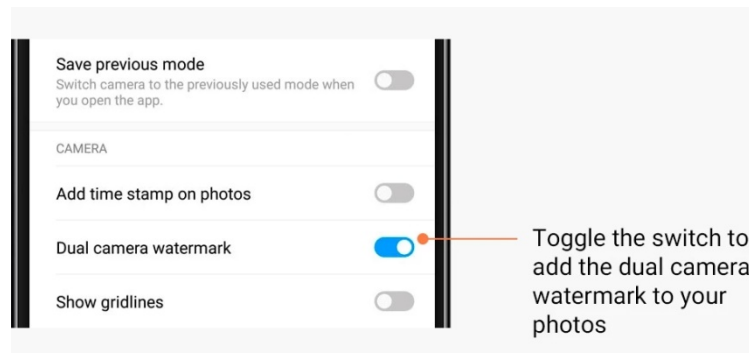 Save previous mode
Switch camera to the previously used mode when
you open the app.
CAMERA
Add time stamp on photos
Dual camera watermark
Show gridlines
Toggle the switch to
add the dual camera
watermark to your
photos